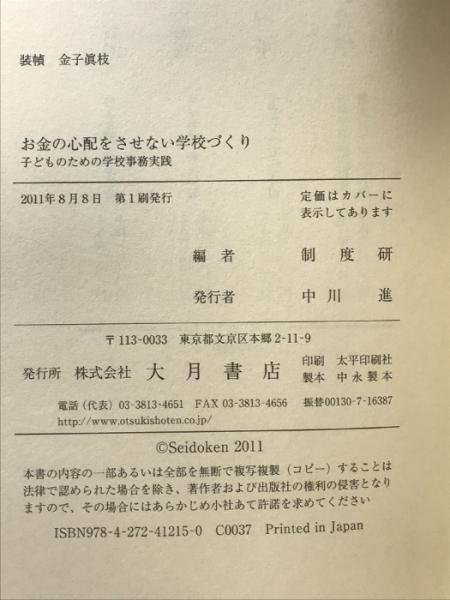 装幀 金子眞枝
お金の心配をさせない学校づくり
子どものための学校事務実践
2011年8月8日 第1刷発行
定価はカバーに
表示してあります
編者 制度研
発行者 中川進
〒113-0033 東京都文京区本郷2-11-9
発行所 株式会社 大月書店 印刷 太平印刷社
製本 中永製本
電話（代表）03-3813-4651 FAX 03-3813-4656 振替00130-7-16387
http://www.otsukishoten.co.jp/
©Seidoken 2011
本書の内容の一部あるいは全部を無断で複写複製（コピー）することは
法律で認められた場合を除き、著作者および出版社の権利の侵害となり
ますので、その場合にはあらかじめ小社あて許諾を求めてください
ISBN978-4-272-41215-0 C0037 Printed in Japan